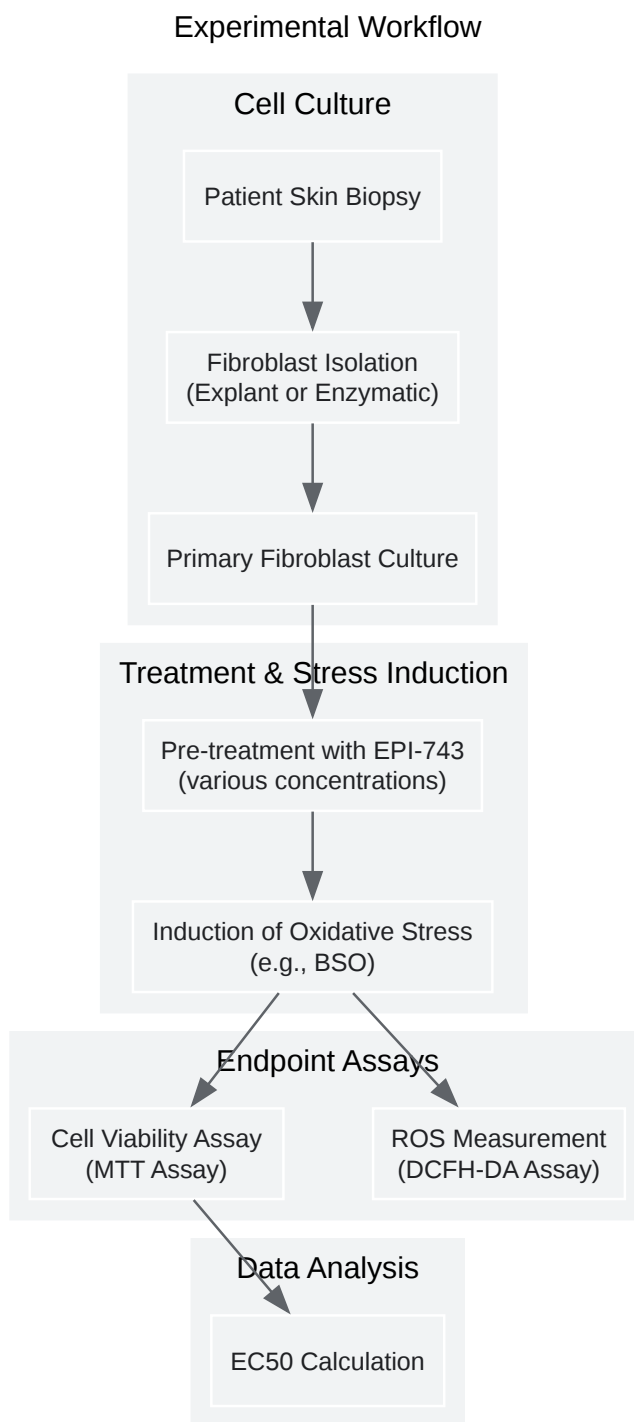 Experimental Workflow
Cell Culture
Patient Skin Biopsy
Fibroblast Isolation
(Explant or Enzymatic)
Primary Fibroblast Culture
Treatment & Stress Induction
Pre-treatment with EPI-743
(various concentrations)
Induction of Oxidative Stress
(e.g., BSO)
Endpoint Assays
Cell Viability Assay
(MTT Assay)
ROS Measurement
(DCFH-DA Assay)
Data Analysis
EC50 Calculation